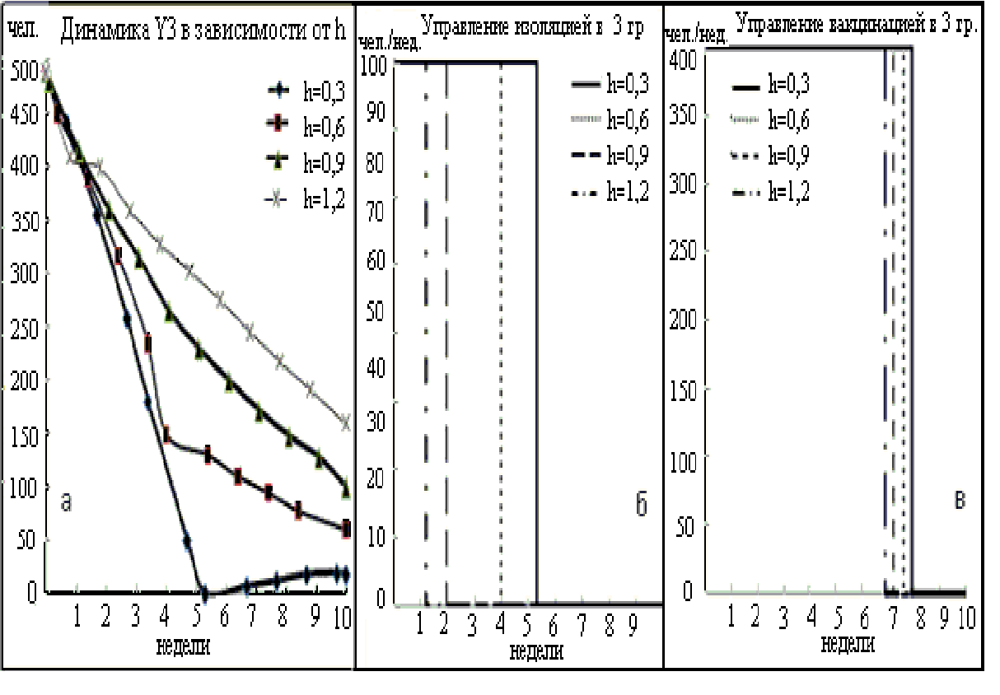 чел.
Динамика Y3 в зависимости от h
500
450
400
350
300
250
200
150
100
50
0
h=0,3
h=0,6
h=0,9
h=1,2
а
1 2 3 4 5 6 7 8 9 10
недели
Управление изоляцией в 3 гр
чел./нед.
100
90
80
70
60
50
40
30
20
10
0
h=0,3
h=0,6
h=0,9
h=1,2
б
1 2 3 4 5 6 7 8 9
недели
Управление вакцинацией в 3 гр.
чел./нед.
400
350
300
250
200
150
100
50
0
h=0,3
h=0,6
h=0,9
h=1,2
в
1 2 3 4 5 6 7 8 9 10
недели